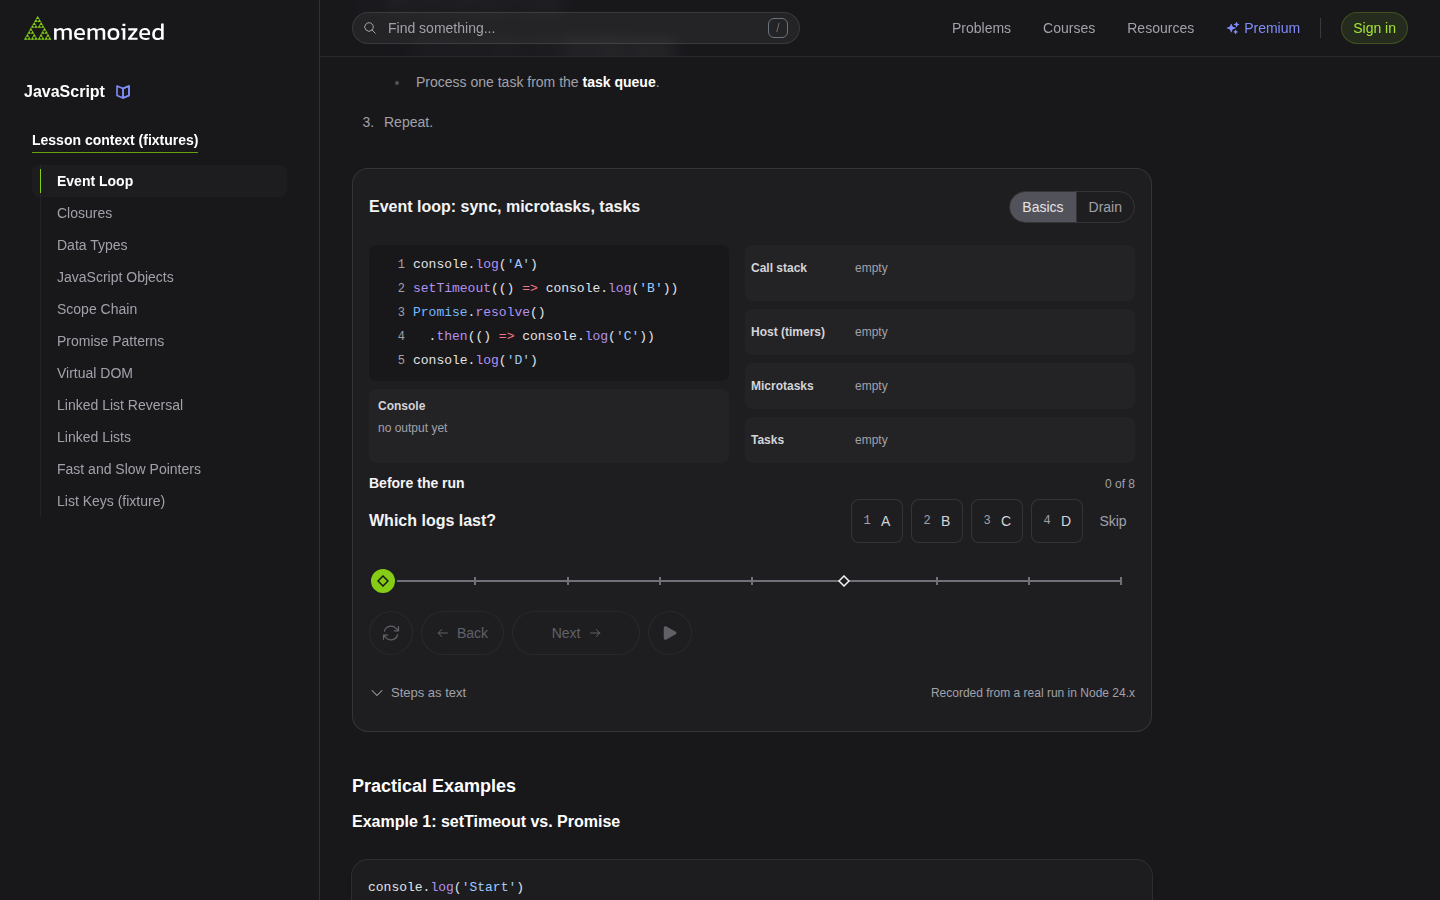 memoized
Find something...
/
Problems
Courses
Resources
Premium
Sign in
JavaScript
Lesson context (fixtures)
Event Loop
Closures
Data Types
JavaScript Objects
Scope Chain
Promise Patterns
Virtual DOM
Linked List Reversal
Linked Lists
Fast and Slow Pointers
List Keys (fixture)
• Process one task from the task queue.
3. Repeat.
Event loop: sync, microtasks, tasks
Basics
Drain
1 console.log('A')
2 setTimeout(() => console.log('B'))
3 Promise.resolve()
4 .then(() => console.log('C'))
5 console.log('D')
Console
no output yet
Call stack empty
Host (timers) empty
Microtasks empty
Tasks empty
Before the run
0 of 8
Which logs last?
1 A
2 B
3 C
4 D
Skip
Back
Next
Steps as text
Recorded from a real run in Node 24.x
Practical Examples
Example 1: setTimeout vs. Promise
console.log('Start')